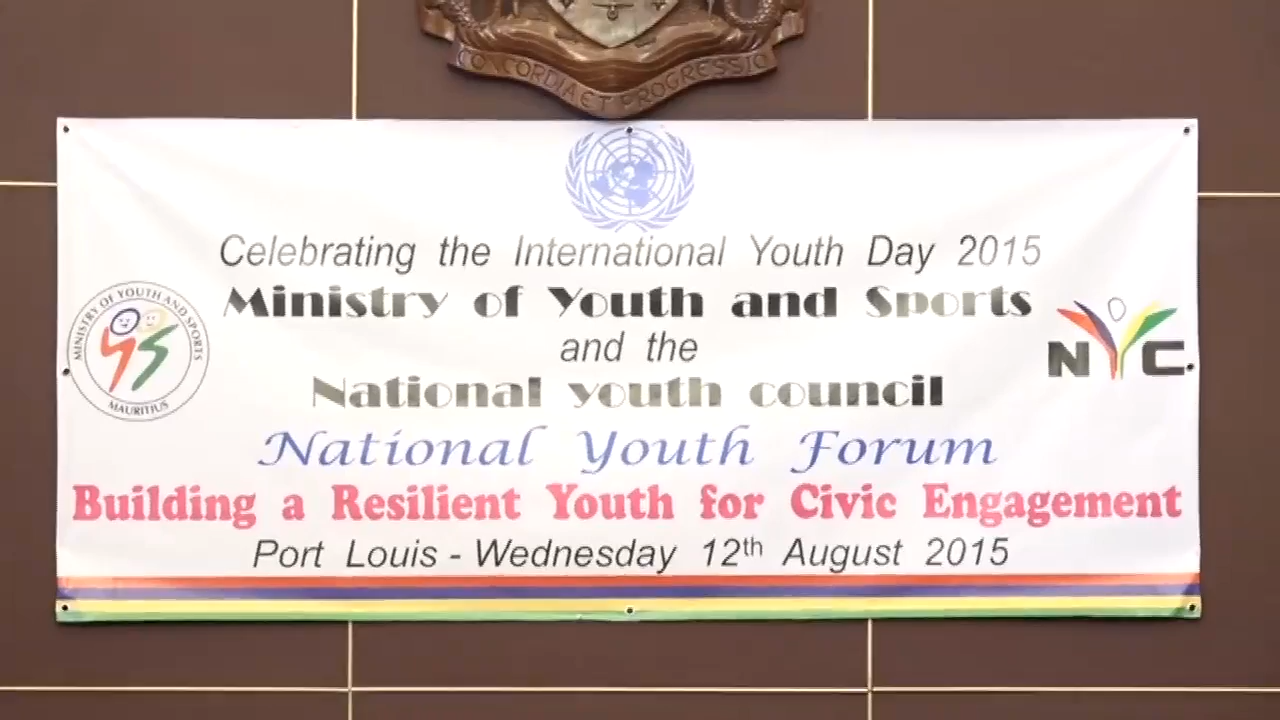 CONCORDIA ET PROGRESSIO
Celebrating the International Youth Day 2015
Ministry of Youth and Sports
and the
National youth council
National Youth Forum
Building a Resilient Youth for Civic Engagement
Port Louis - Wednesday 12th August 2015
MINISTRY OF YOUTH AND SPORTS
YS
MAURITIUS
NYC.